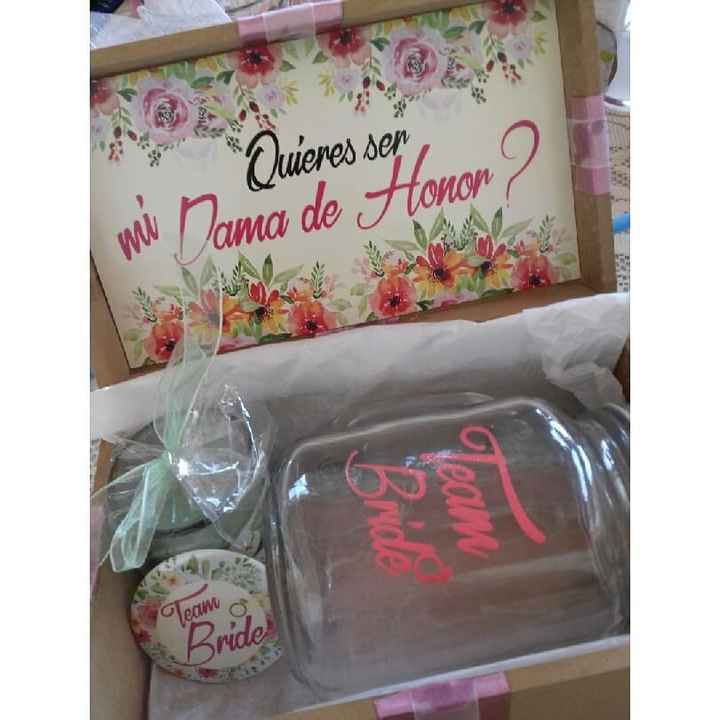 Quieres ser
mi Dama de Honor?
Team
Bride
Team
Bride